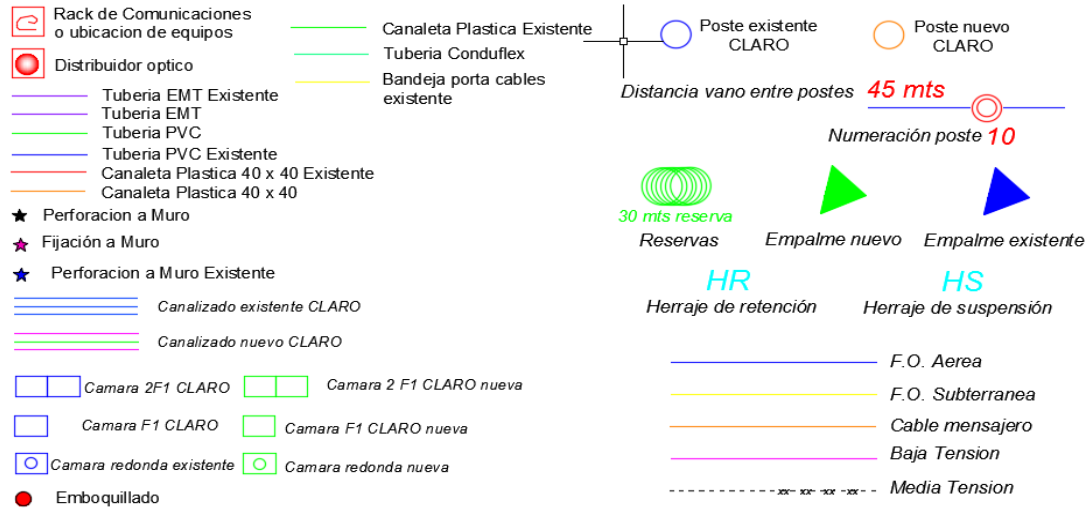 Rack de Comunicaciones
o ubicacion de equipos
Distribuidor optico
Tuberia EMT Existente
Tuberia EMT
Tuberia PVC
Tuberia PVC Existente
Canaleta Plastica 40 x 40 Existente
Canaleta Plastica 40 x 40
Perforacion a Muro
Fijación a Muro
Perforacion a Muro Existente
Canalizado existente CLARO
Canalizado nuevo CLARO
Camara 2F1 CLARO
Camara 2 F1 CLARO nueva
Camara F1 CLARO
Camara F1 CLARO nueva
Camara redonda existente
Camara redonda nueva
Emboquillado
Canaleta Plastica Existente
Tuberia Conduflex
Bandeja porta cables
existente
Poste existente
CLARO
Poste nuevo
CLARO
Distancia vano entre postes 45 mts
Numeración poste 10
30 mts reserva
Reservas
Empalme nuevo
Empalme existente
HR
Herraje de retención
HS
Herraje de suspensión
F.O. Aerea
F.O. Subterranea
Cable mensajero
Baja Tension
xx xx xx xx
Media Tension